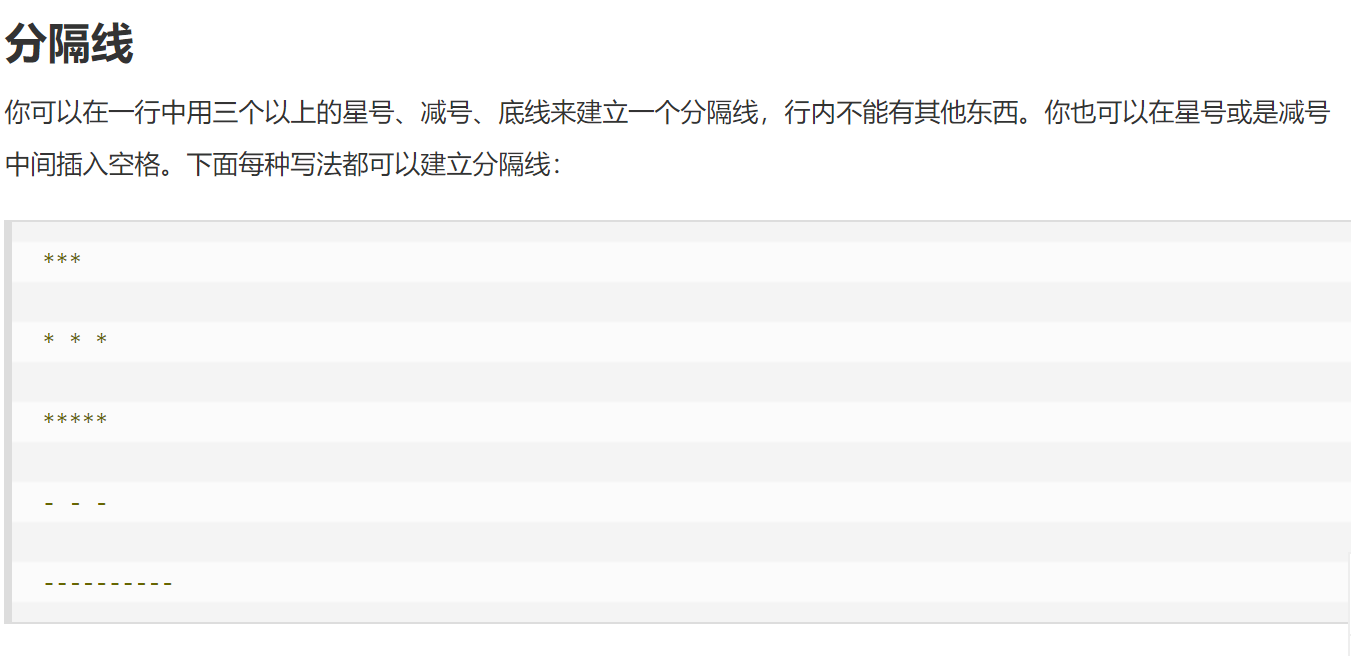 分隔线
你可以在一行中用三个以上的星号、减号、底线来建立一个分隔线，行内不能有其他东西。你也可以在星号或是减号
中间插入空格。下面每种写法都可以建立分隔线：
***
* * *
*****
- - -
----------